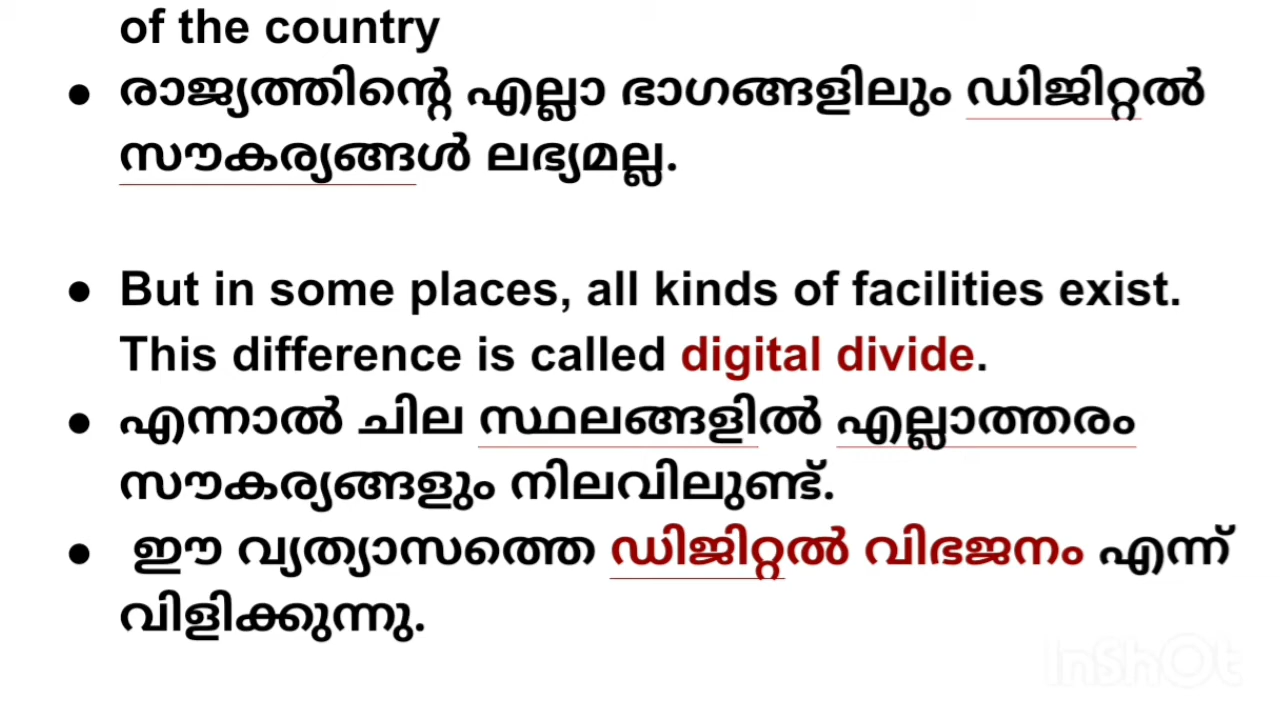 of the country
● രാജ്യത്തിന്റെ എല്ലാ ഭാഗങ്ങളിലും ഡിജിറ്റൽ
സൗകര്യങ്ങൾ ലഭ്യമല്ല.
● But in some places, all kinds of facilities exist.
This difference is called digital divide.
● എന്നാൽ ചില സ്ഥലങ്ങളിൽ എല്ലാത്തരം
സൗകര്യങ്ങളും നിലവിലുണ്ട്.
● ഈ വ്യത്യാസത്തെ ഡിജിറ്റൽ വിഭജനം എന്ന്
വിളിക്കുന്നു.
InShOt